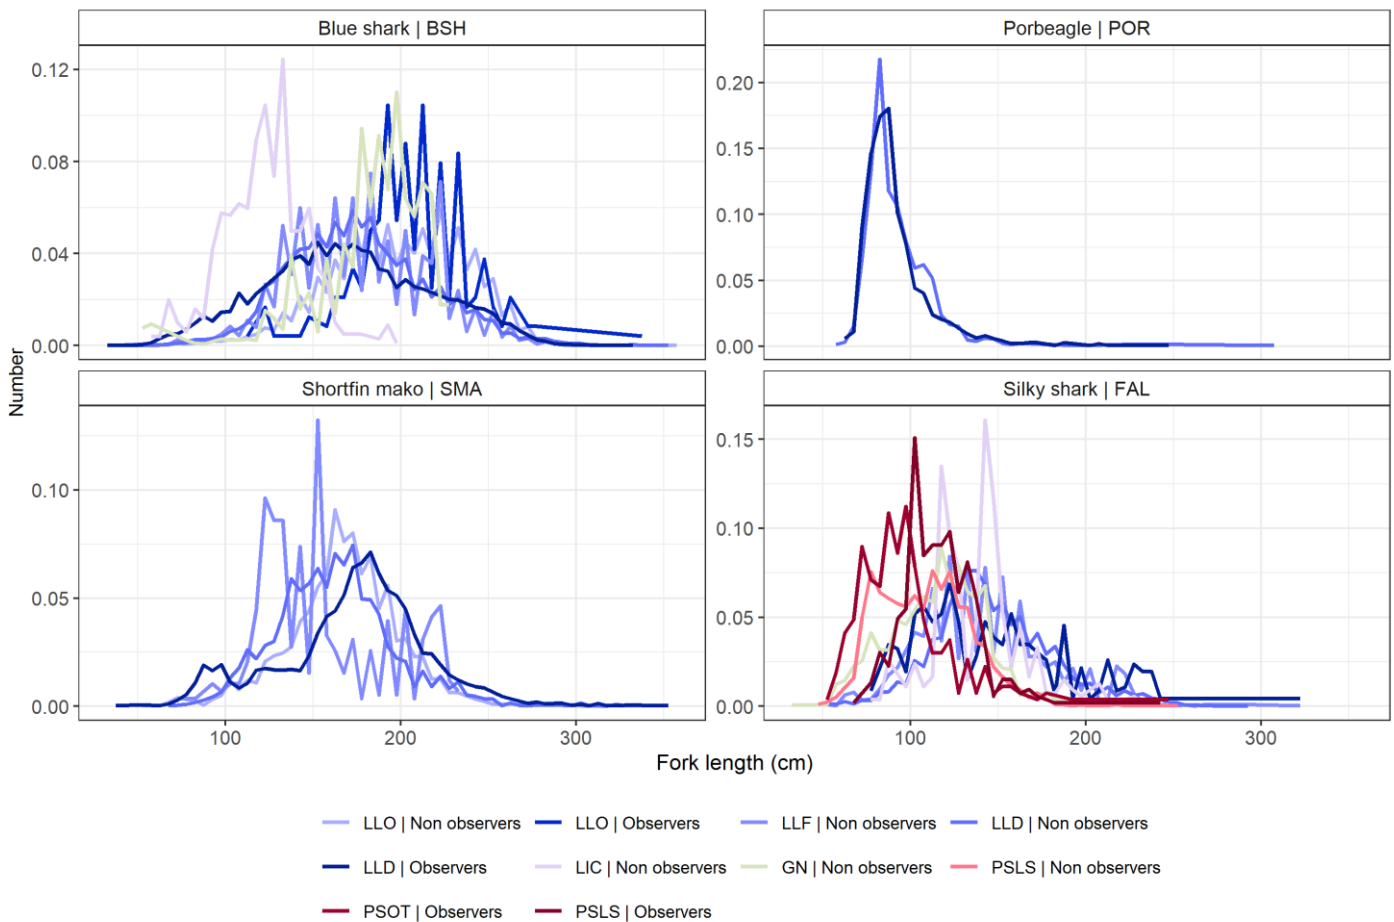 Blue shark | BSH
Porbeagle | POR
0.12
0.08
0.04
0.00
0.20
0.15
0.10
0.05
0.00
Number
Shortfin mako | SMA
Silky shark | FAL
0.10
0.05
0.00
0.15
0.10
0.05
0.00
100 200 300
100 200 300
Fork length (cm)
LLO | Non observers LLO | Observers LLF | Non observers LLD | Non observers
LLD | Observers LIC | Non observers GN | Non observers PSLS | Non observers
PSOT | Observers PSLS | Observers